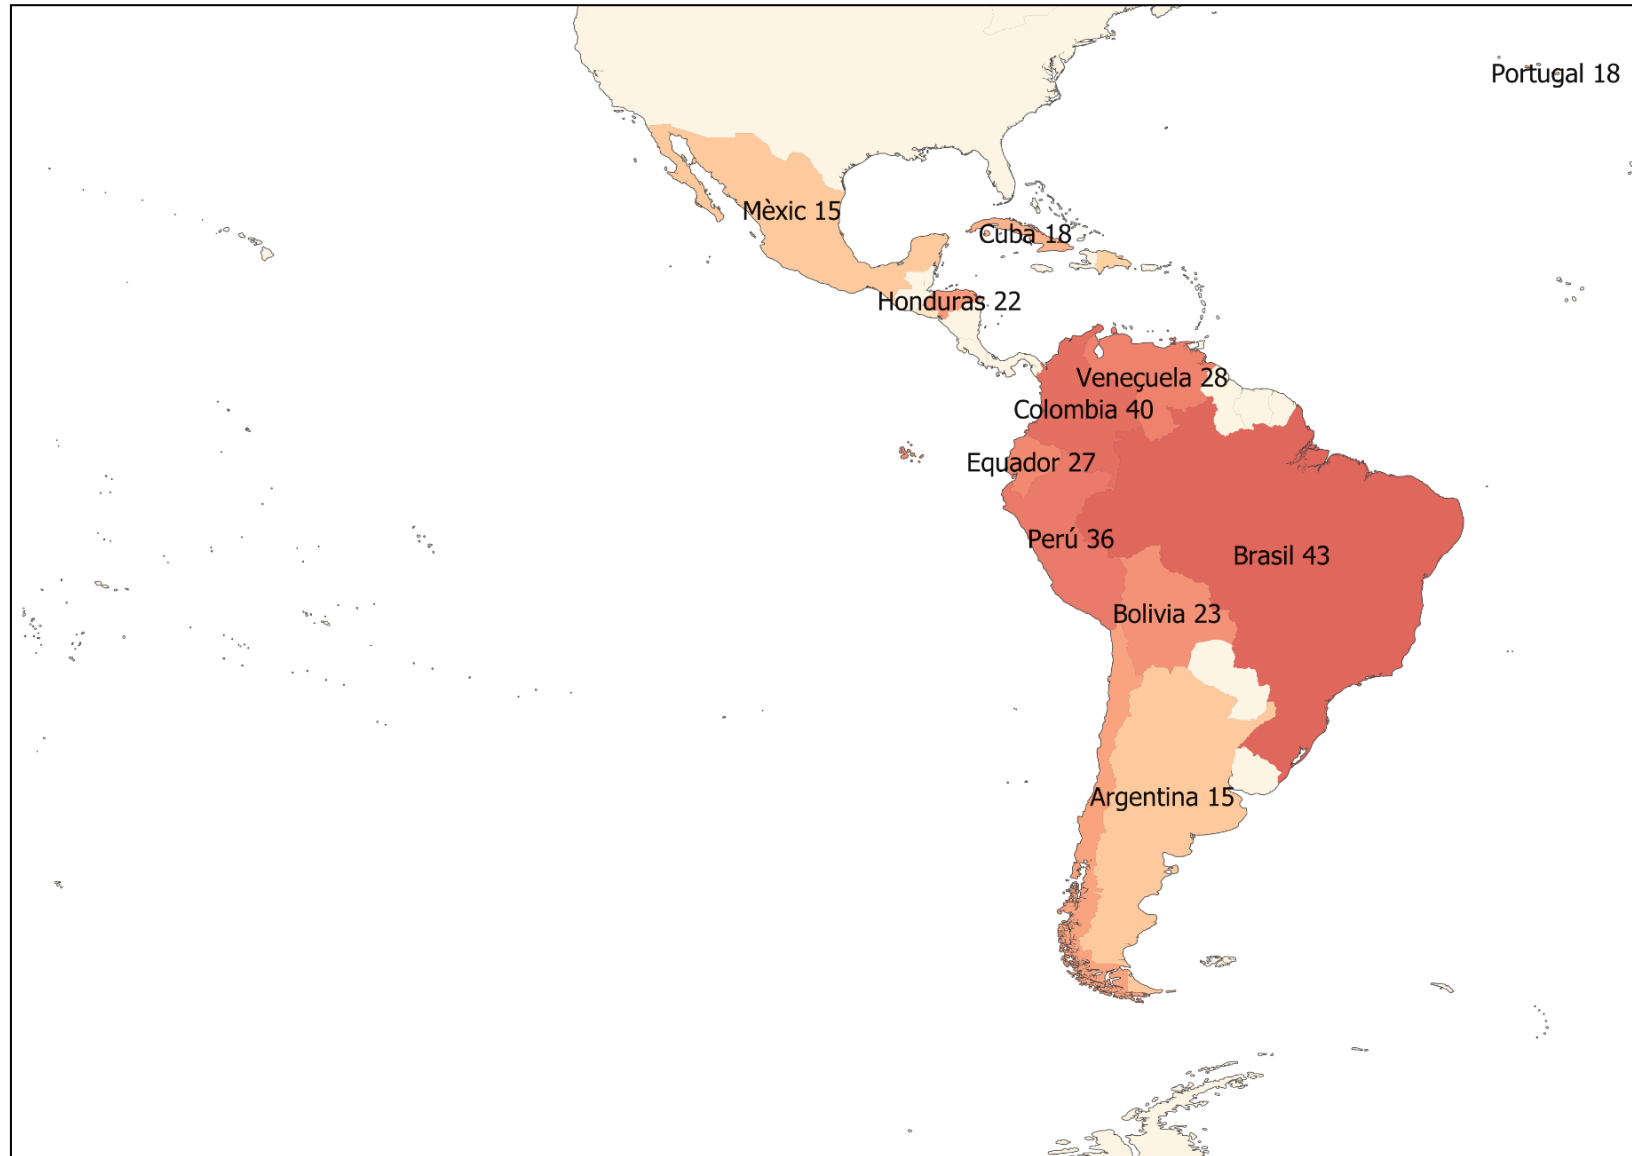 Portugal 18
Mèxic 15
Cuba 18
Honduras 22
Veneçuela 28
Colombia 40
Equador 27
Perú 36
Brasil 43
Bolivia 23
Argentina 15